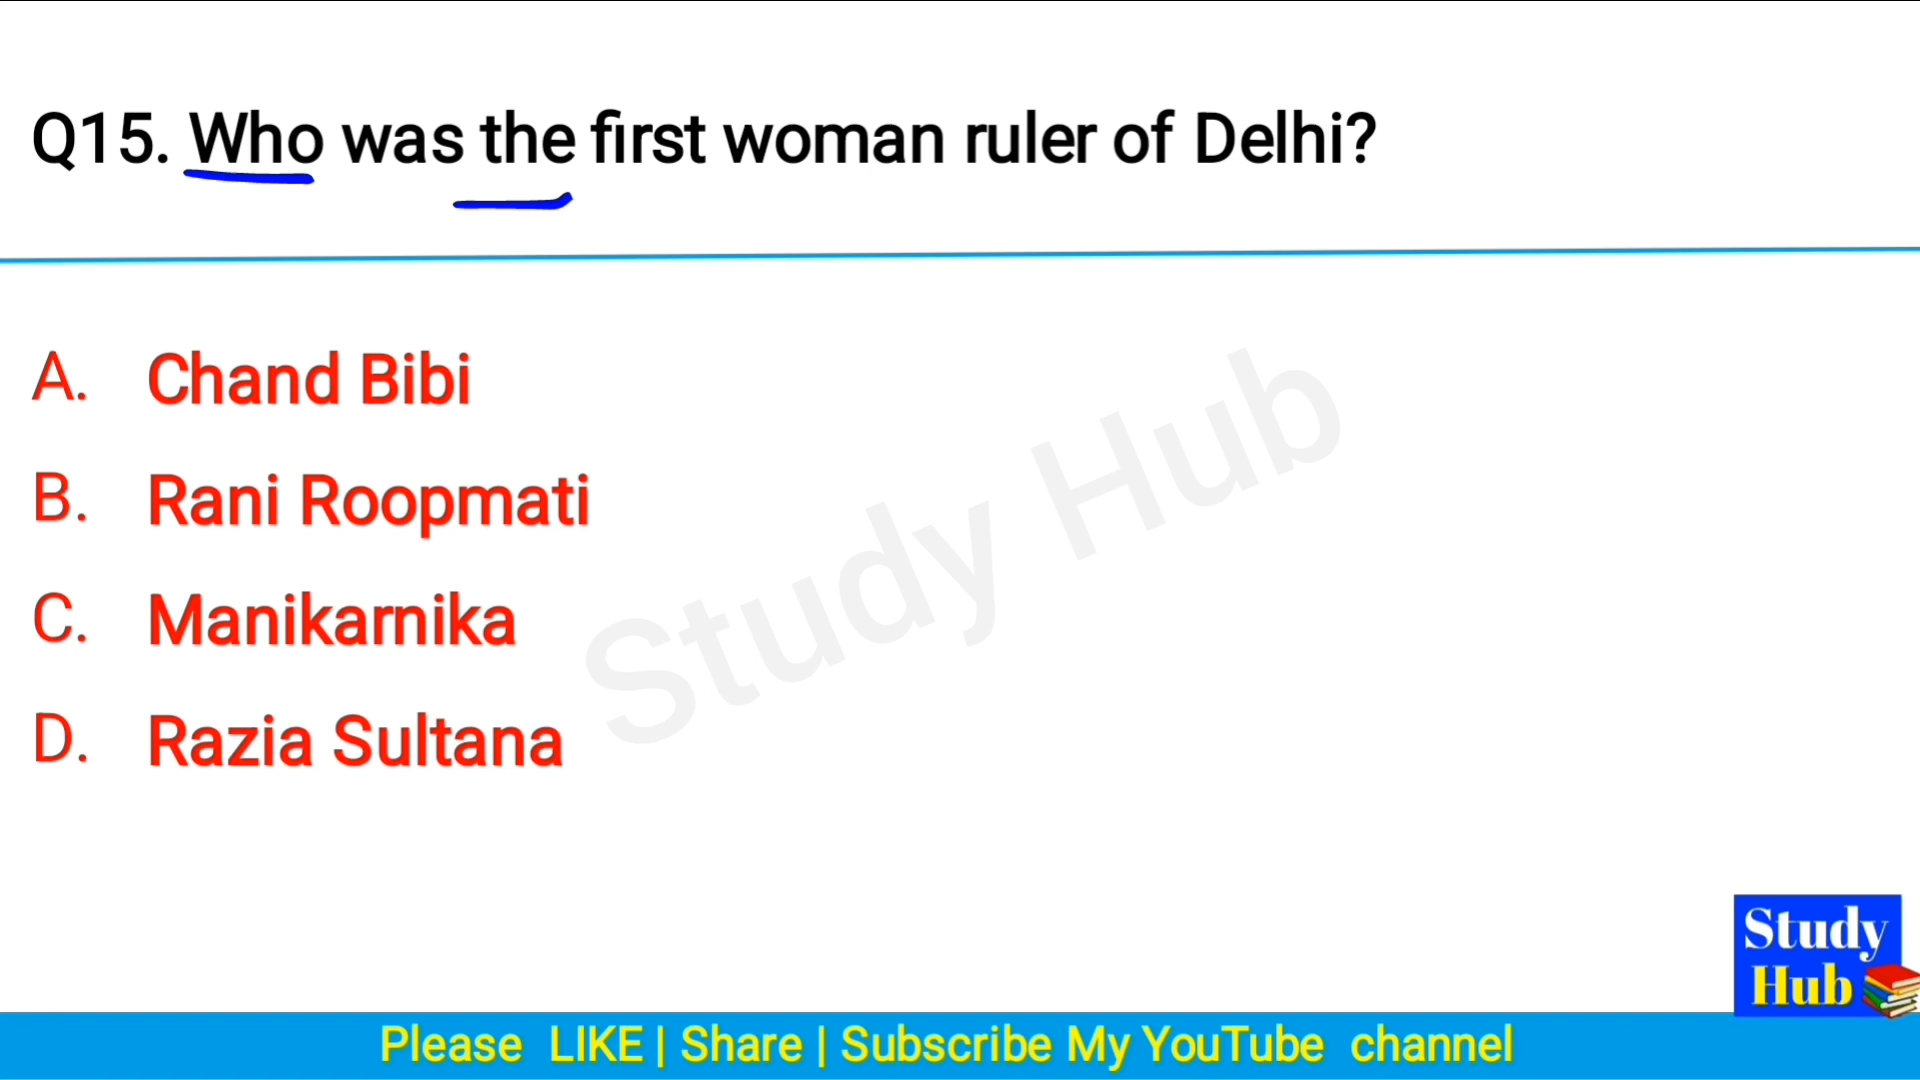 Q15. Who was the first woman ruler of Delhi?
A. Chand Bibi
B. Rani Roopmati
C. Manikarnika
D. Razia Sultana
Study Hub
Study
Hub
Please LIKE | Share | Subscribe My YouTube channel